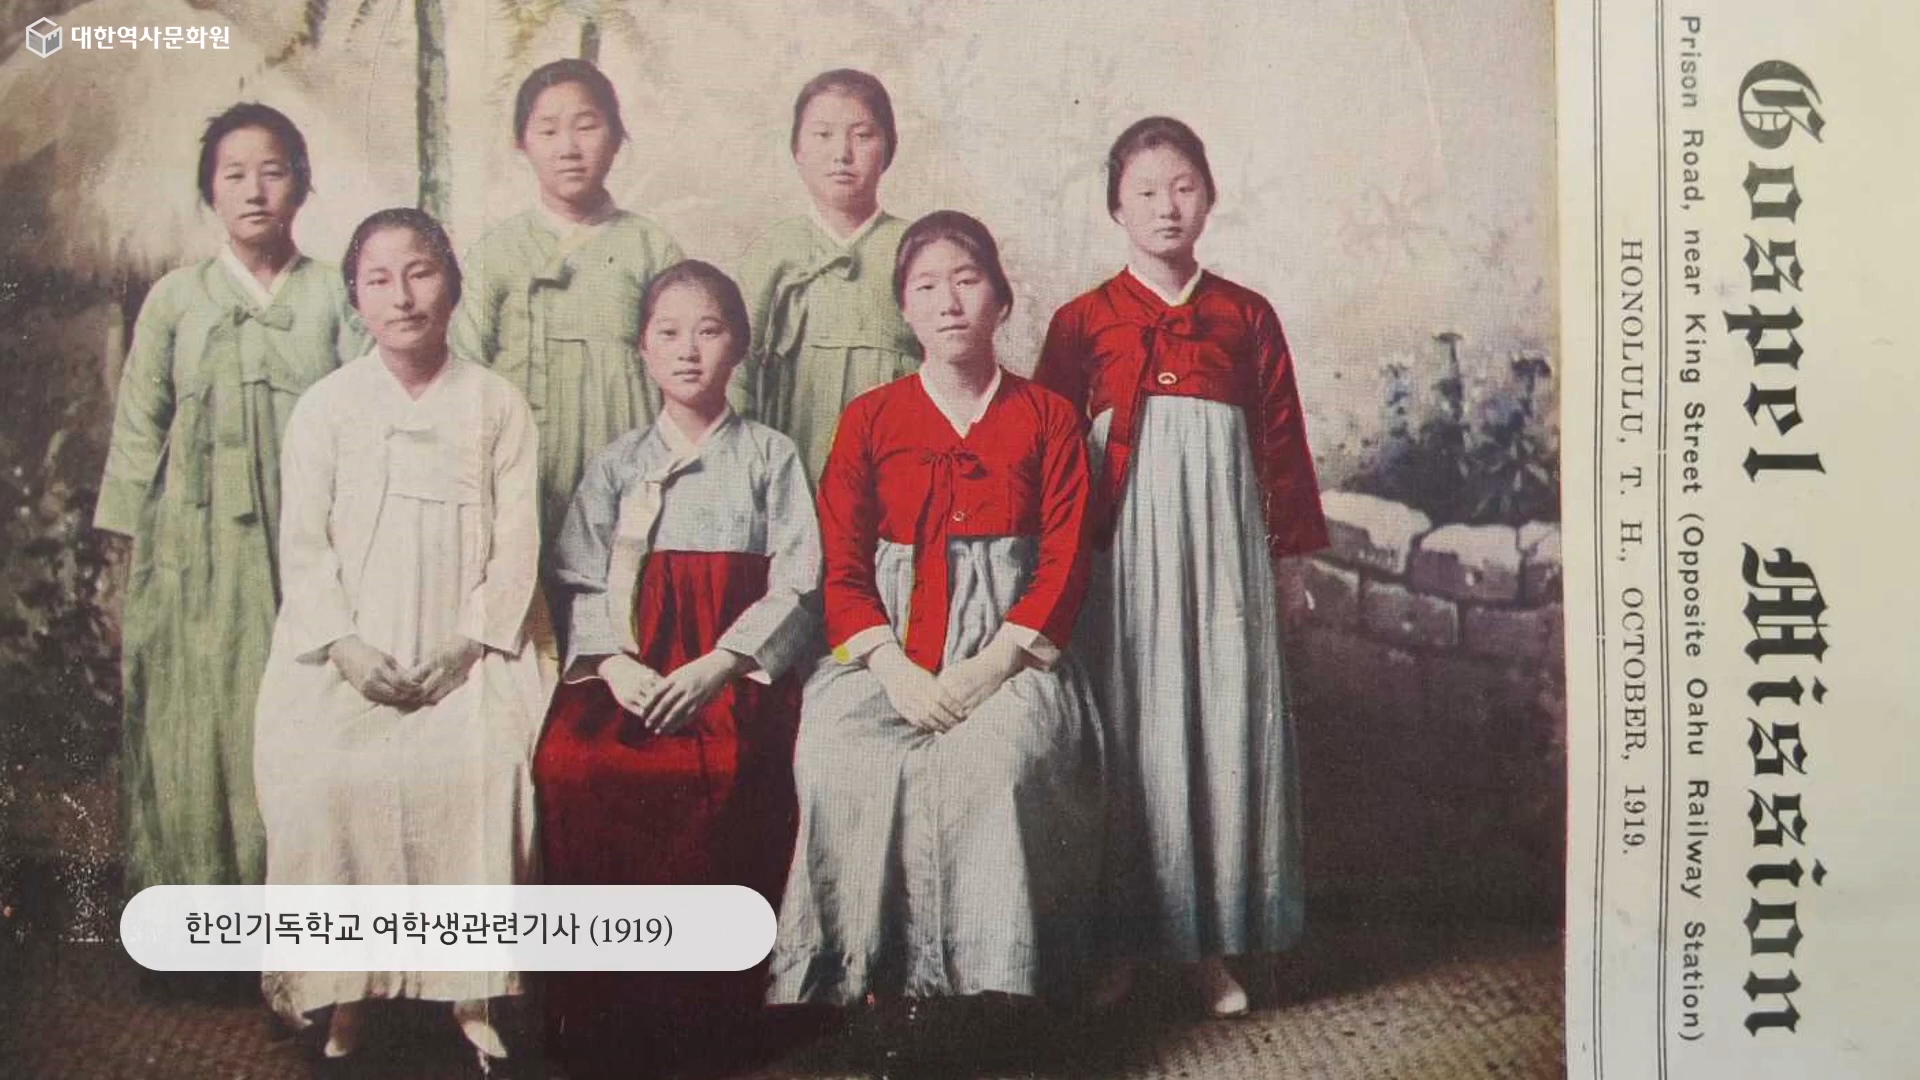 대한역사문화원
Gospel Mission
Prison Road, near King Street (Opposite Oahu Railway Station)
HONOLULU, T. H., OCTOBER, 1919.
한인기독학교 여학생관련기사 (1919)